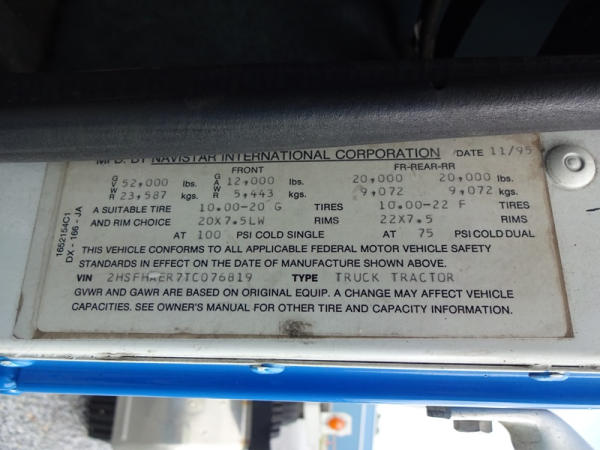 MFD. BY NAVISTAR INTERNATIONAL CORPORATION DATE 11/95
FRONT FR-REAR-RR
GVWR 52,000 lbs. GAWR 12,000 lbs. 20,000 20,000 lbs.
23,587 kgs. 5,443 kgs. 9,072 9,072 kgs.
A SUITABLE TIRE 10.00-20 G TIRES 10.00-22 F TIRES
AND RIM CHOICE 20X7.5LW RIMS 22X7.5 RIMS
AT 100 PSI COLD SINGLE AT 75 PSI COLD DUAL
THIS VEHICLE CONFORMS TO ALL APPLICABLE FEDERAL MOTOR VEHICLE SAFETY
STANDARDS IN EFFECT ON THE DATE OF MANUFACTURE SHOWN ABOVE.
VIN 2HSFHAER7TC076819 TYPE TRUCK TRACTOR
GVWR AND GAWR ARE BASED ON ORIGINAL EQUIP. A CHANGE MAY AFFECT VEHICLE
CAPACITIES. SEE OWNER'S MANUAL FOR OTHER TIRE AND CAPACITY INFORMATION.
1652154C1
DX - 166 - JA